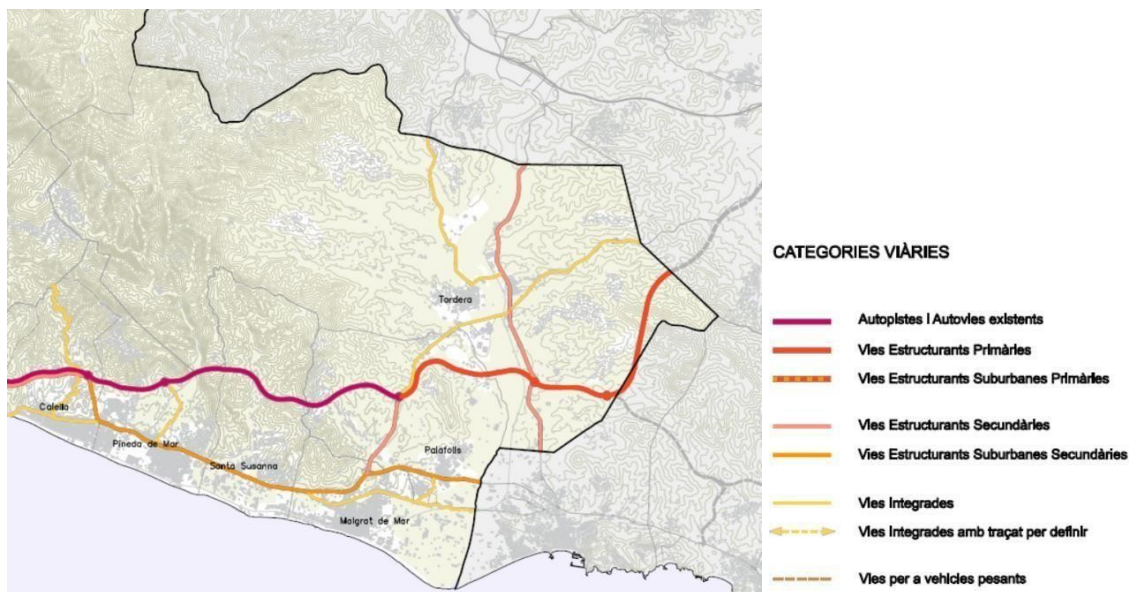 Tordera
Calella
Pineda de Mar
Palafolls
Santa Susanna
Malgrat de Mar
CATEGORIES VIÀRIES
Autopistes i Autovies existents
Vies Estructurants Primàries
Vies Estructurants Suburbanes Primàries
Vies Estructurants Secundàries
Vies Estructurants Suburbanes Secundàries
Vies Integrades
Vies Integrades amb traçat per definir
Vies per a vehicles pesants